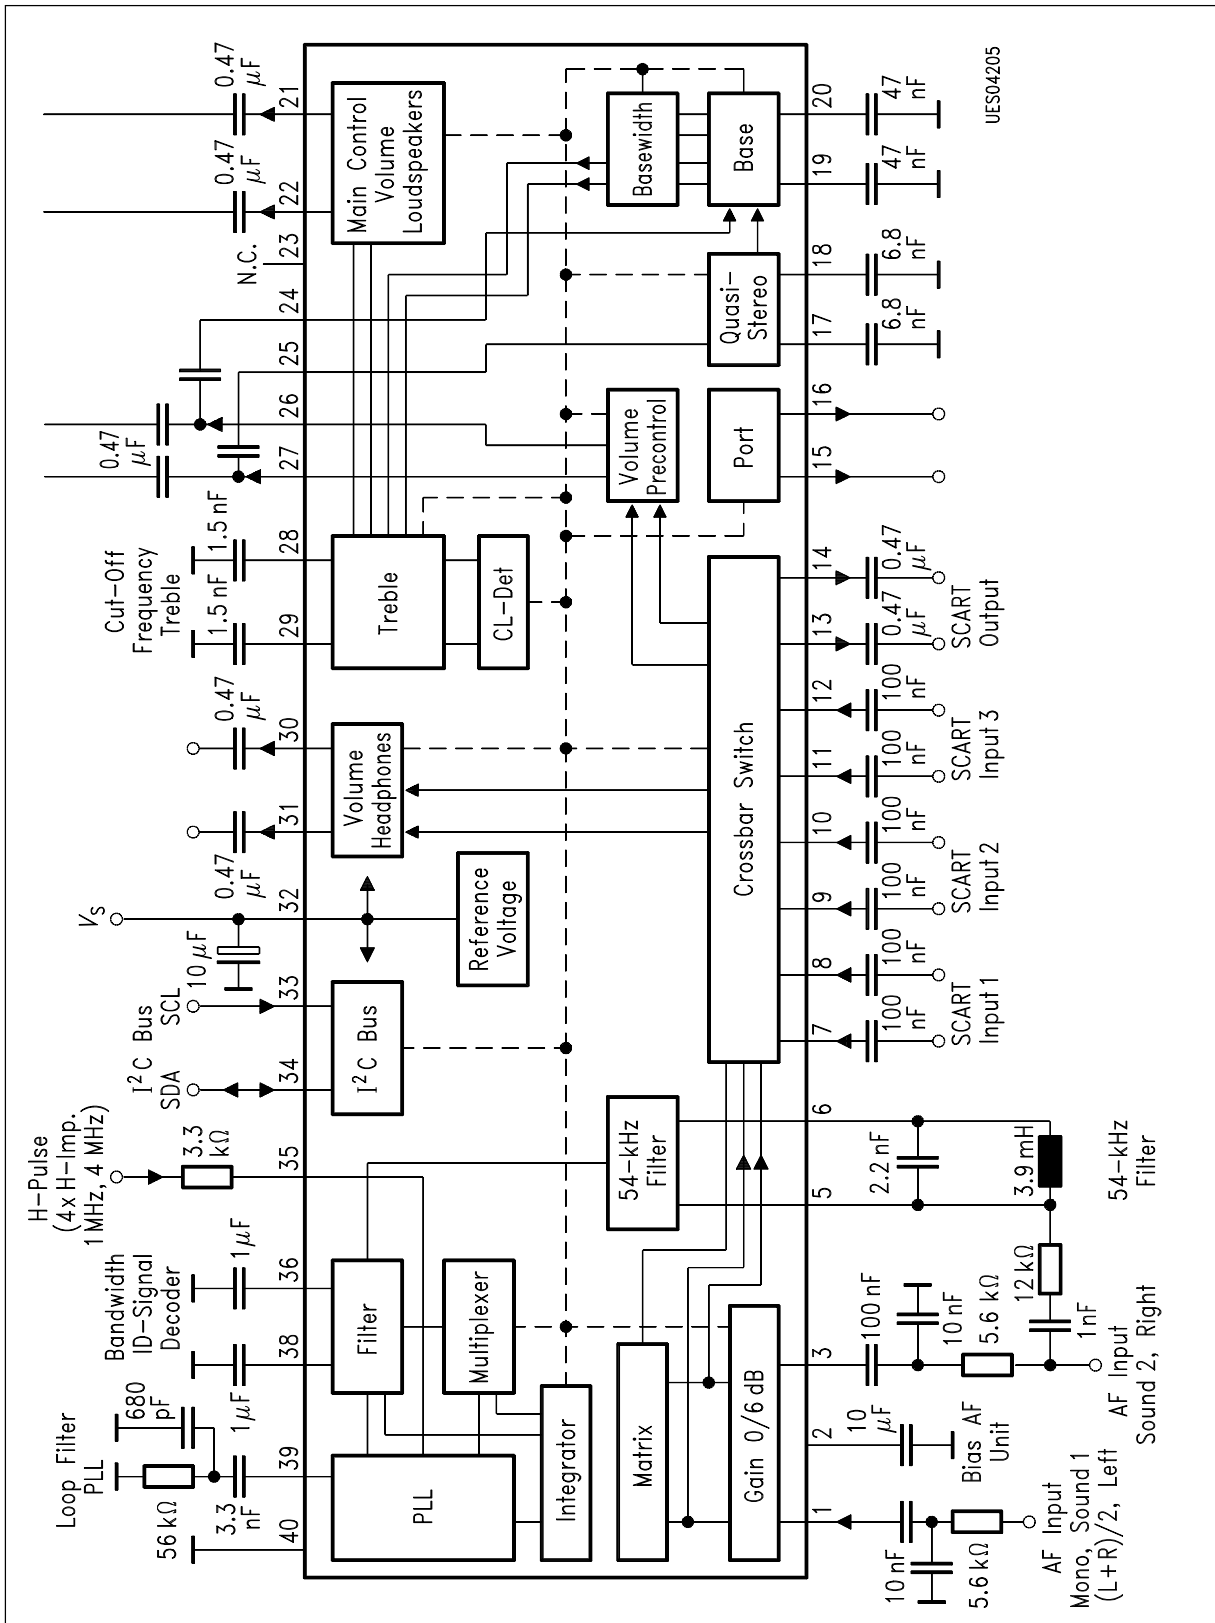 Loop Filter
PLL
56 kΩ
680
pF
3.3
nF
1 μF
Bandwidth
ID-Signal
Decoder
1 μF
H-Pulse
(4x H-Imp.
1 MHz, 4 MHz)
3.3
kΩ
I²C Bus
SDA
SCL
10 μF
Vs
0.47
μF
0.47
μF
Cut-Off
Frequency
Treble
1.5 nF
1.5 nF
0.47
μF
N.C.
0.47
μF
0.47
μF
40
39
38
36
35
34
33
32
31
30
29
28
27
26
25
24
23
22
21
PLL
Filter
Multiplexer
Integrator
I²C Bus
Reference
Voltage
Volume
Headphones
Treble
CL-Det
Main Control
Volume
Loudspeakers
Matrix
Gain 0/6 dB
54-kHz
Filter
Crossbar Switch
Volume
Precontrol
Port
Quasi-
Stereo
Basewidth
Base
1
2
3
5
6
7
8
9
10
11
12
13
14
15
16
17
18
19
20
10 nF
5.6 kΩ
AF Input
Mono, Sound 1
(L+R)/2, Left
10
μF
Bias AF
Unit
100 nF
10 nF
5.6 kΩ
12 kΩ
1 nF
AF Input
Sound 2, Right
2.2 nF
3.9 mH
54-kHz
Filter
100
nF
100
nF
SCART
Input 1
100
nF
100
nF
SCART
Input 2
100
nF
100
nF
SCART
Input 3
0.47
μF
0.47
μF
SCART
Output
6.8
nF
6.8
nF
47
nF
47
nF
UES04205